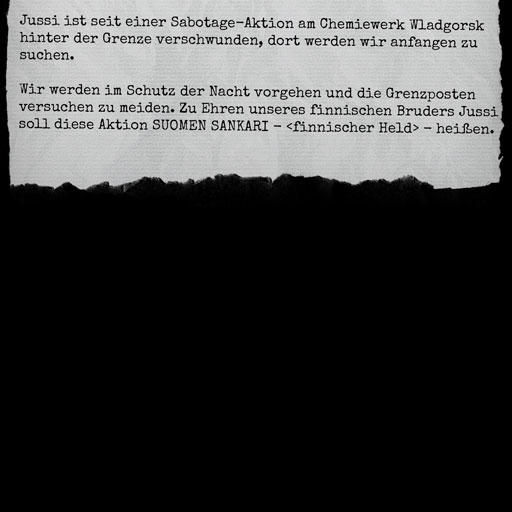 Jussi ist seit einer Sabotage-Aktion am Chemiewerk Wladgorsk
hinter der Grenze verschwunden, dort werden wir anfangen zu
suchen.
Wir werden im Schutz der Nacht vorgehen und die Grenzposten
versuchen zu meiden. Zu Ehren unseres finnischen Bruders Jussi
soll diese Aktion SUOMEN SANKARI - <finnischer Held> - heißen.